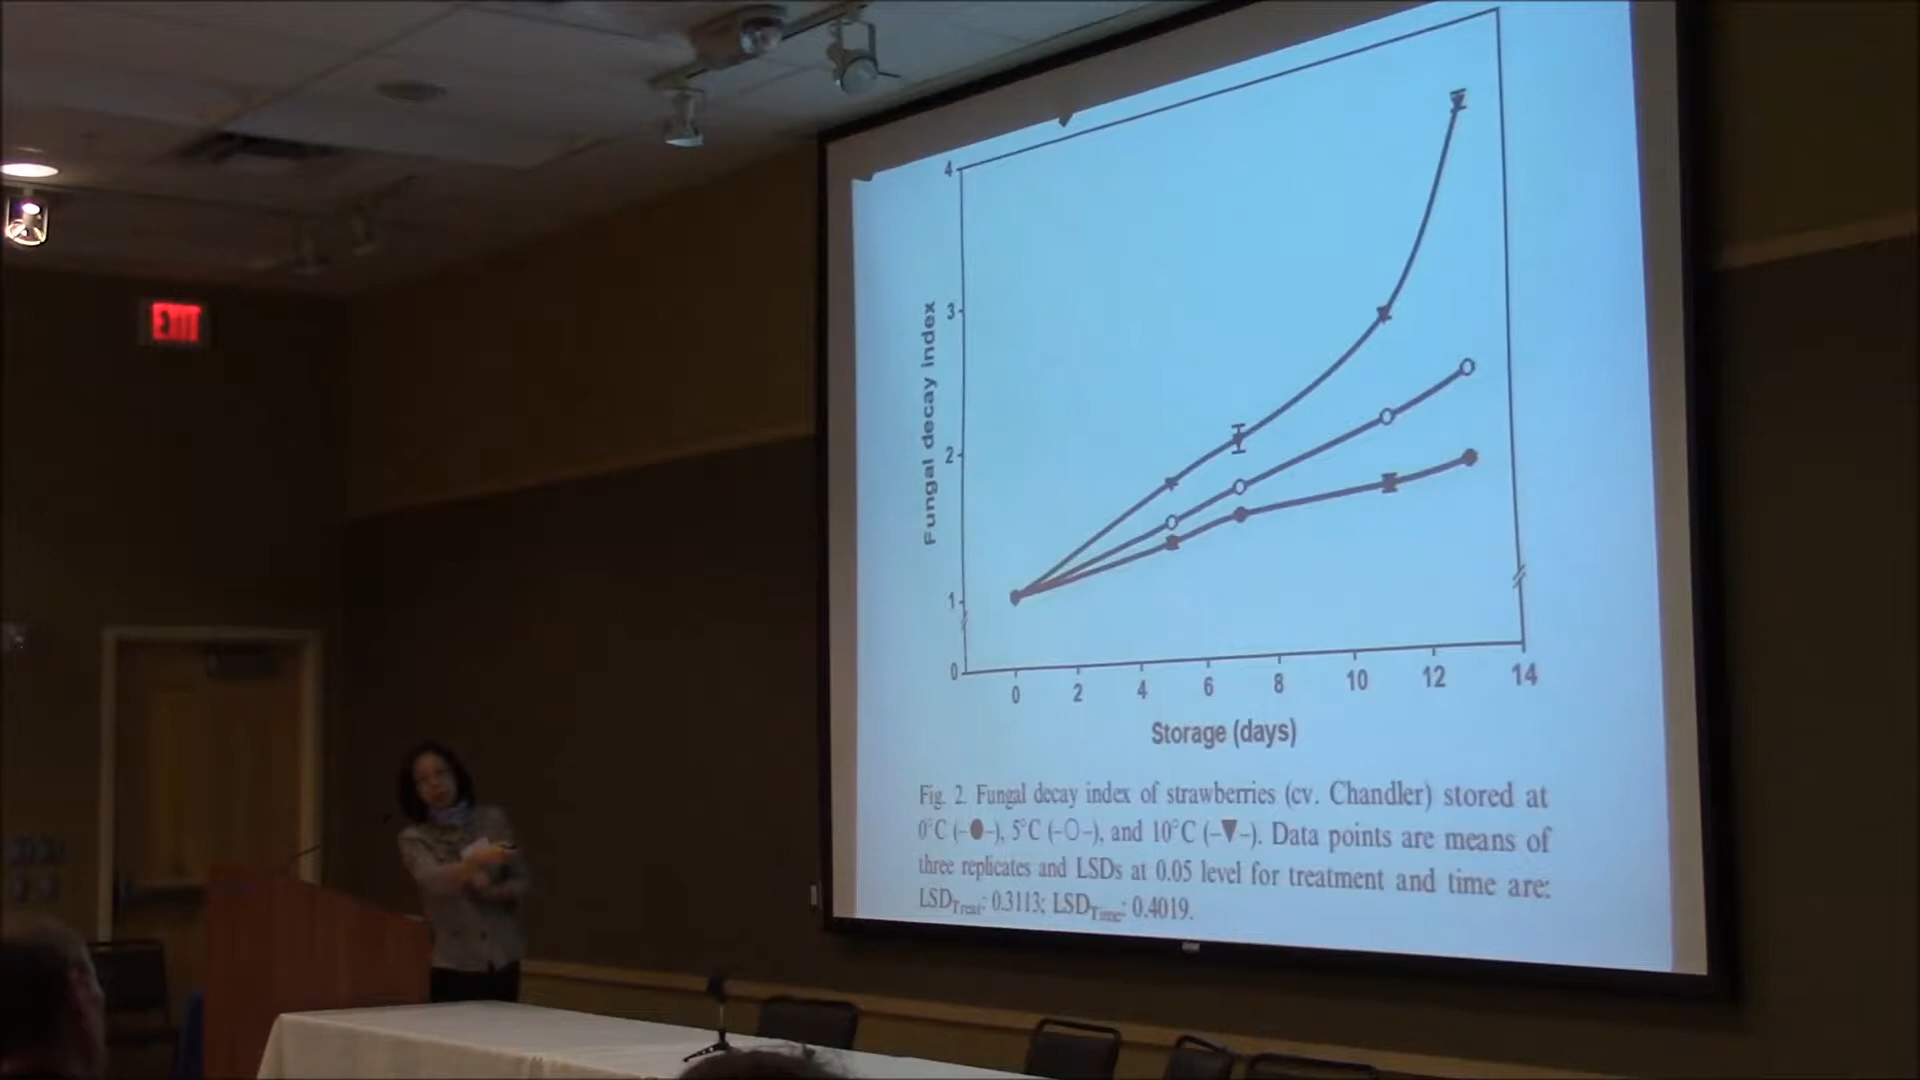 4
3
2
1
0
Fungal decay index
0 2 4 6 8 10 12 14
Storage (days)
Fig. 2. Fungal decay index of strawberries (cv. Chandler) stored at
0°C (–●–), 5°C (–○–), and 10°C (–▼–). Data points are means of
three replicates and LSDs at 0.05 level for treatment and time are:
LSDTreat: 0.3113; LSDTime: 0.4019.